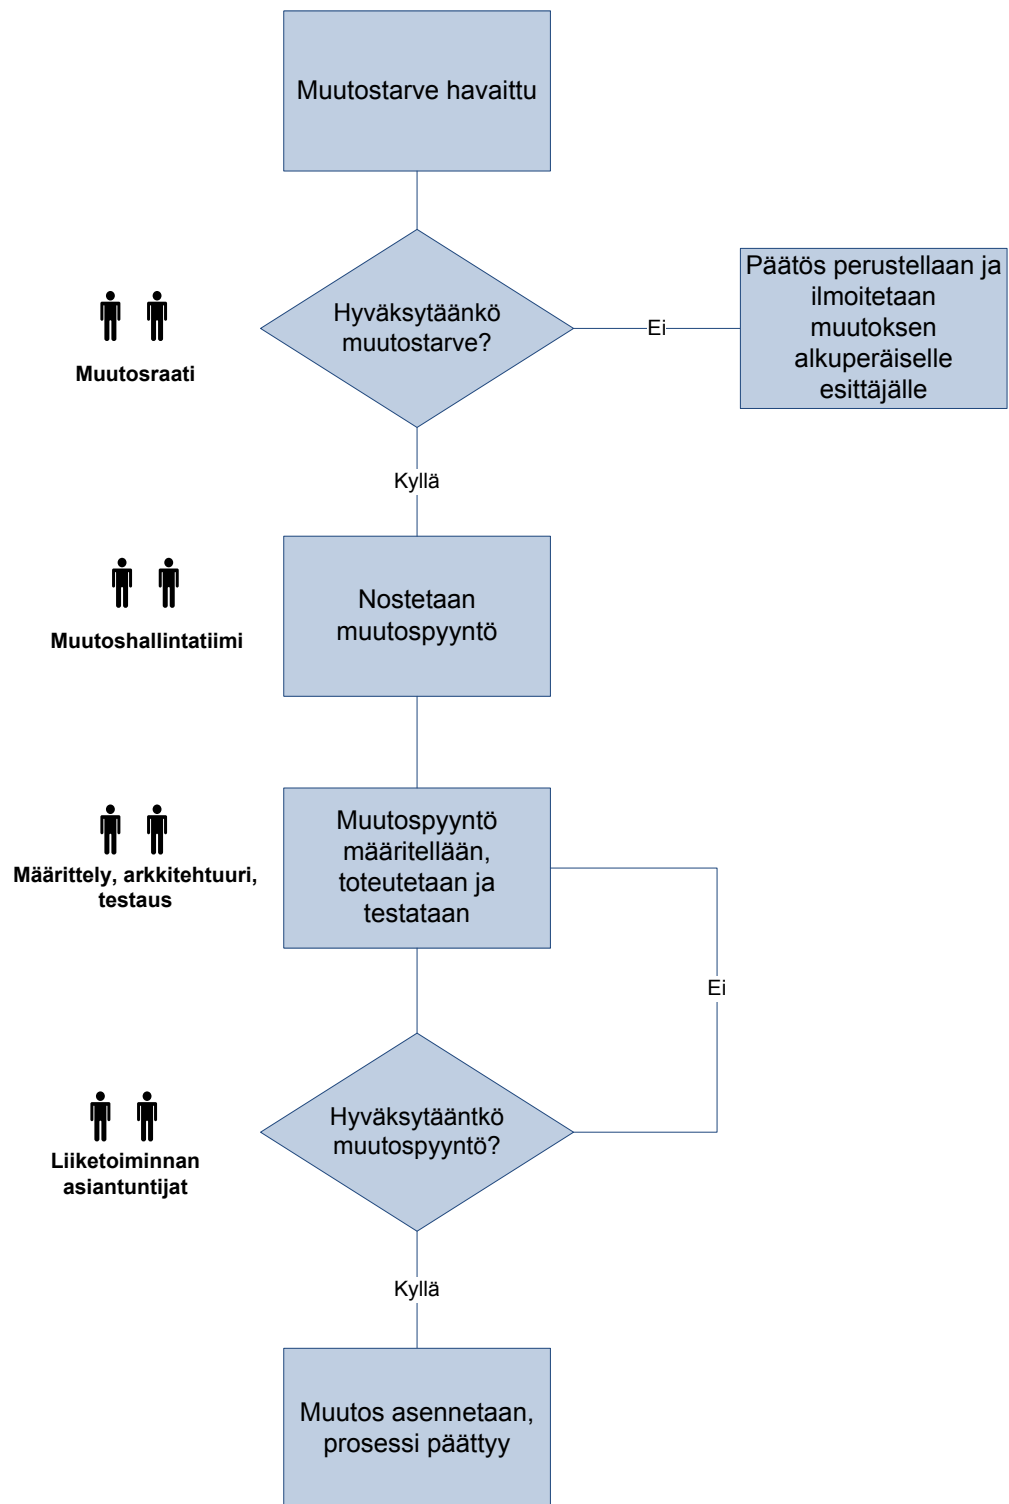 Muutostarve havaittu
Hyväksytäänkö
muutostarve?
Ei
Päätös perustellaan ja
ilmoitetaan
muutoksen
alkuperäiselle
esittäjälle
Muutosraati
Kyllä
Nostetaan
muutospyyntö
Muutoshallintatiimi
Muutospyyntö
määritellään,
toteutetaan ja
testataan
Määrittely, arkkitehtuuri,
testaus
Ei
Hyväksytääntkö
muutospyyntö?
Liiketoiminnan
asiantuntijat
Kyllä
Muutos asennetaan,
prosessi päättyy